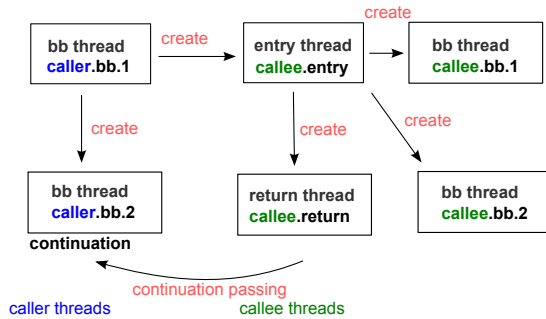 create
bb thread
caller.bb.1
create
entry thread
callee.entry
bb thread
callee.bb.1
create
create
create
bb thread
caller.bb.2
continuation
return thread
callee.return
bb thread
callee.bb.2
continuation passing
caller threads
callee threads